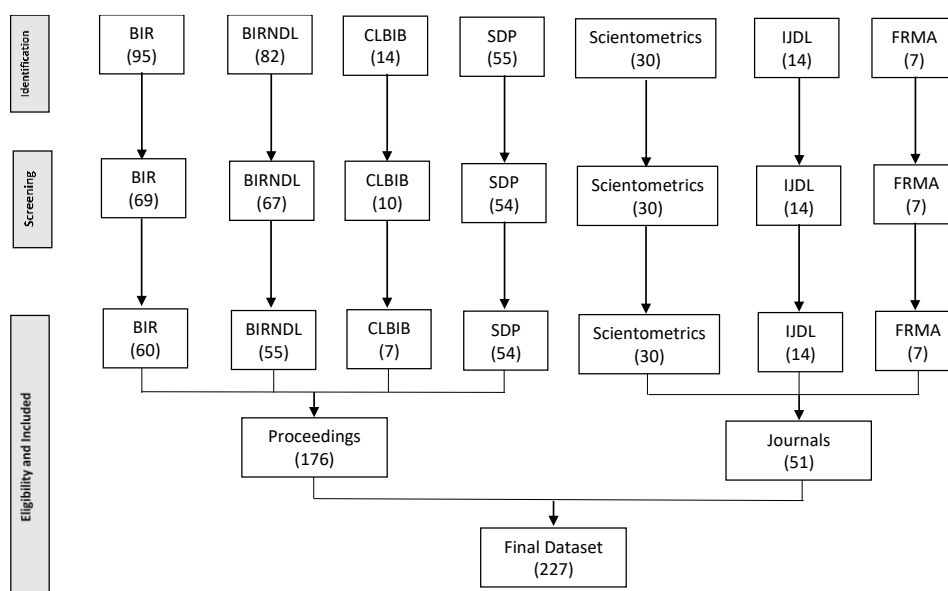 Identification
BIR
(95)
BIRNDL
(82)
CLBIB
(14)
SDP
(55)
Scientometrics
(30)
IJDL
(14)
FRMA
(7)
Screening
BIR
(69)
BIRNDL
(67)
CLBIB
(10)
SDP
(54)
Scientometrics
(30)
IJDL
(14)
FRMA
(7)
Eligibility and Included
BIR
(60)
BIRNDL
(55)
CLBIB
(7)
SDP
(54)
Scientometrics
(30)
IJDL
(14)
FRMA
(7)
Proceedings
(176)
Journals
(51)
Final Dataset
(227)